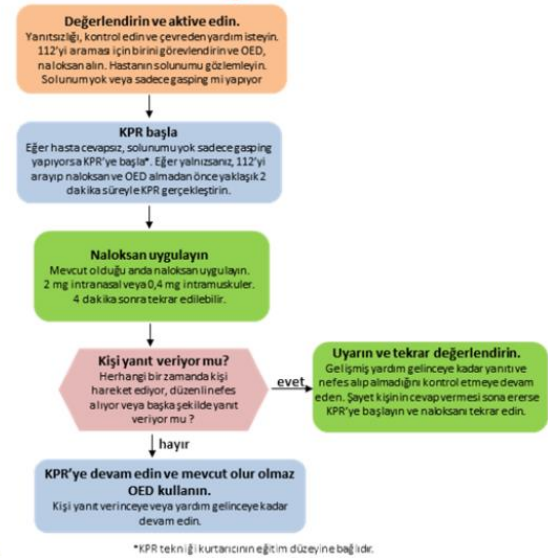 Değerlendirin ve aktive edin.
Yanıtsızlığı, kontrol edin ve çevreden yardım isteyin.
112'yi araması için birini görevlendirin ve OED,
naloksan alın. Hastanın solunumu gözlemleyin.
Solunum yok veya sadece gasping mi yapıyor
KPR başla
Eğer hasta cevapsız, solunumu yok sadece gasping
yapıyorsa KPR'ye başla*. Eğer yalnızsanız, 112'yi
arayıp naloksan ve OED almadan önce yaklaşık 2
dakika süreyle KPR gerçekleştirin.
Naloksan uygulayın
Mevcut olduğu anda naloksan uygulayın.
2 mg intranasal veya 0,4 mg intramuskuler.
4 dakika sonra tekrar edilebilir.
Kişi yanıt veriyor mu?
Herhangi bir zamanda kişi
hareket ediyor, düzenli nefes
alıyor veya başka şekilde yanıt
veriyor mu ?
evet
Uyarın ve tekrar değerlendirin.
Gelişmiş yardım gelinceye kadar yanıtı ve
nefes alıp almadığını kontrol etmeye devam
eden. Şayet kişinin cevap vermesi sona ererse
KPR'ye başlayın ve naloksanı tekrar edin.
hayır
KPR'ye devam edin ve mevcut olur olmaz
OED kullanın.
Kişi yanıt verinceye veya yardım gelinceye kadar
devam edin.
*KPR tekniği kurtarıcının eğitim düzeyine bağlıdır.